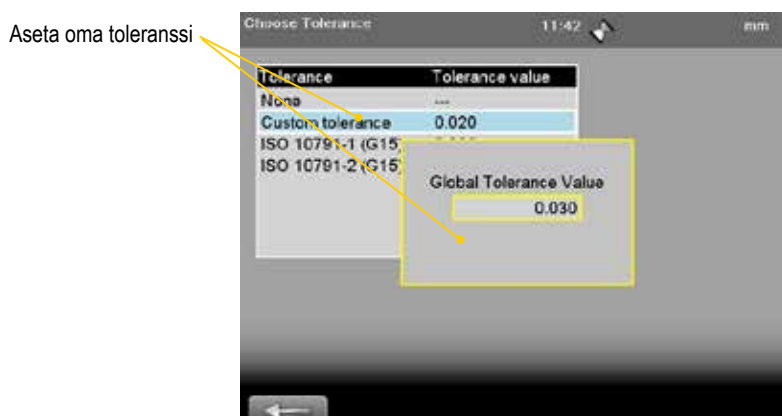 Aseta oma toleranssi
Choose Tolerance 11:42 mm
Tolerance Tolerance value
None ---
Custom tolerance 0.020
ISO 10791-1 (G15)
ISO 10791-2 (G15)
Global Tolerance Value
0.030